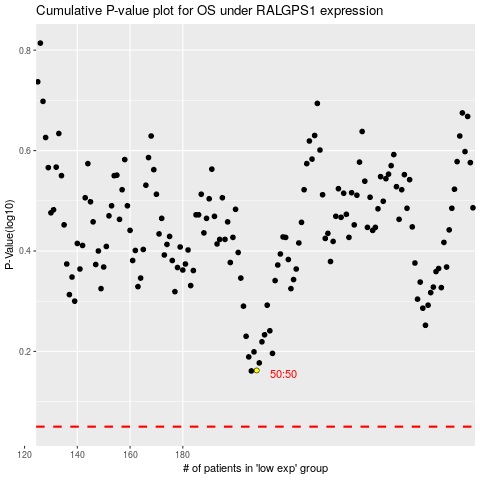 Cumulative P-value plot for OS under RALGPS1 expression
P-Value(log10)
0.8
0.6
0.4
0.2
50:50
120 140 160 180
# of patients in 'low exp' group